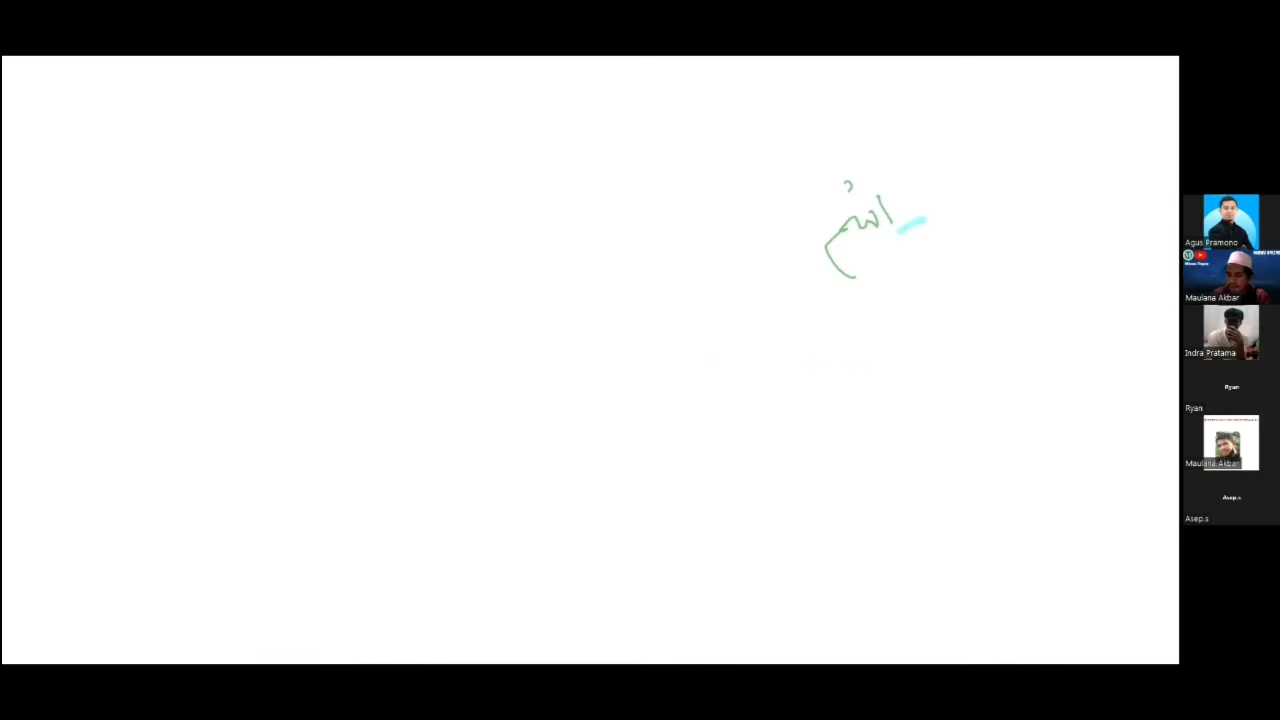 اسم
Agus Pramono
Maulana Akbar
Indra Pratama
Ryan
Ryan
Maulana Akbar
Asep.s
Asep.s